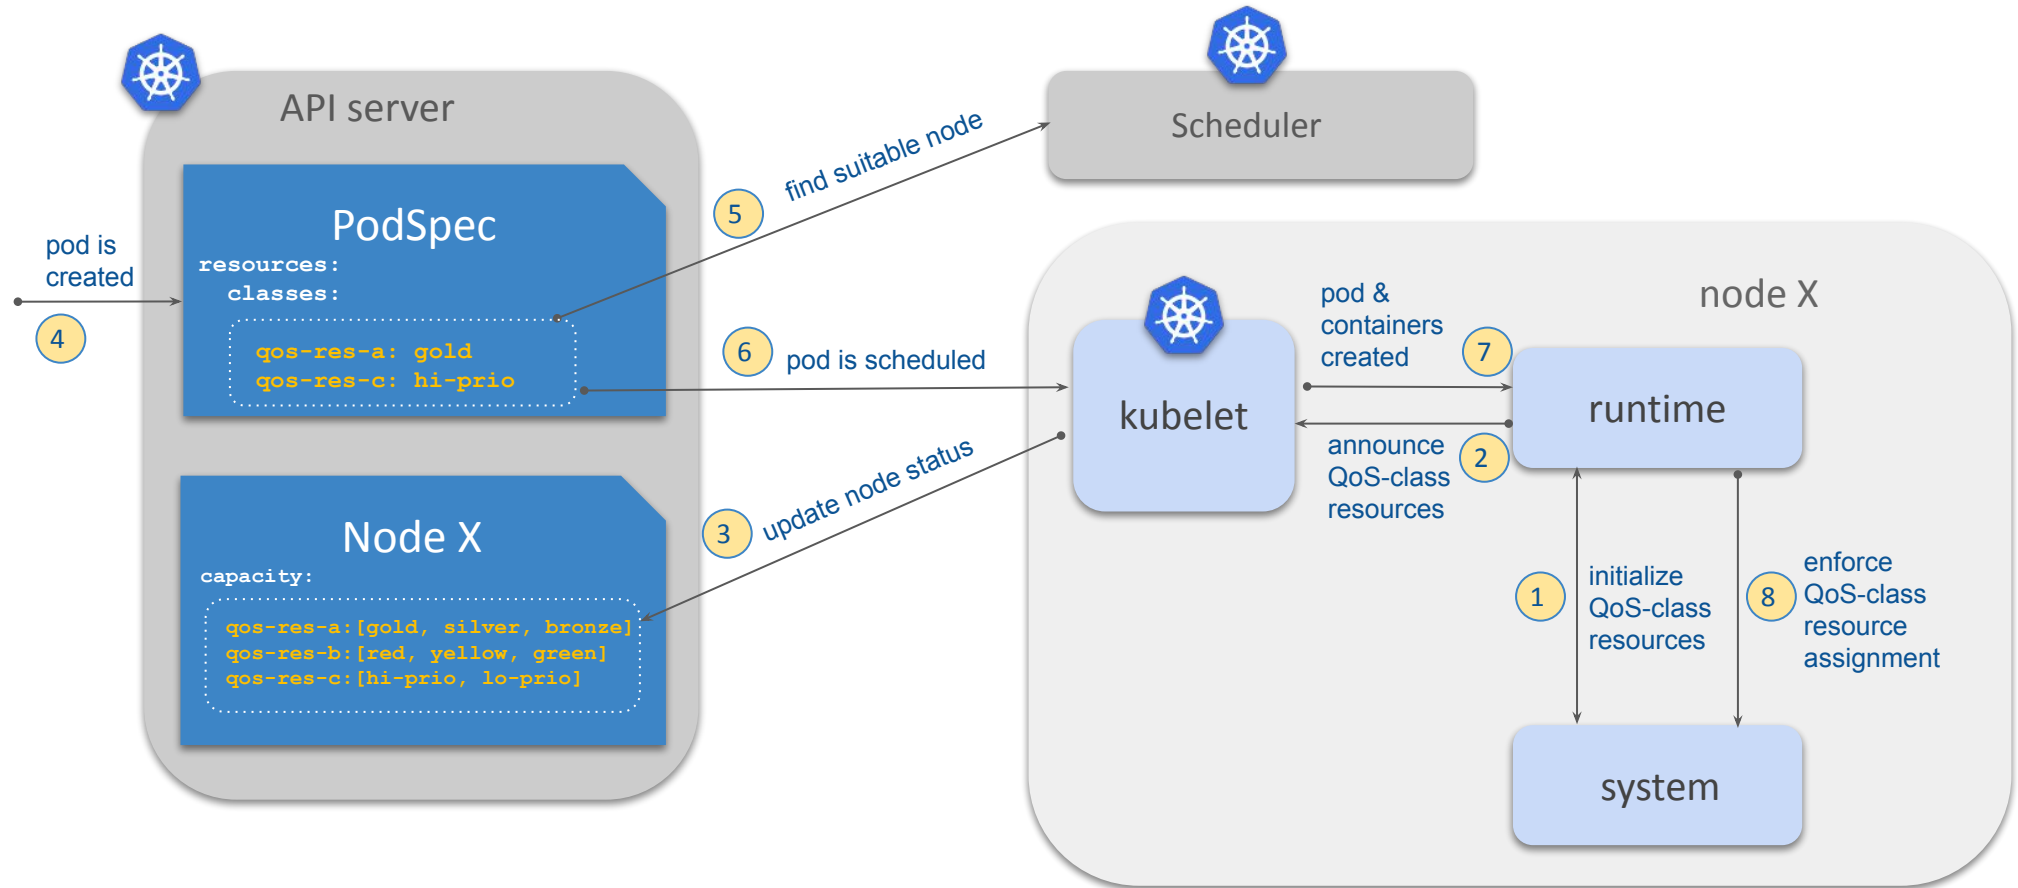 API server
PodSpec
resources:
classes:
qos-res-a: gold
qos-res-c: hi-prio
pod is
created
4
Node X
capacity:
qos-res-a:[gold, silver, bronze]
qos-res-b:[red, yellow, green]
qos-res-c:[hi-prio, lo-prio]
5
find suitable node
6
pod is scheduled
3
update node status
Scheduler
node X
kubelet
pod &
containers
created
7
announce
QoS-class
resources
2
runtime
1
initialize
QoS-class
resources
8
enforce
QoS-class
resource
assignment
system